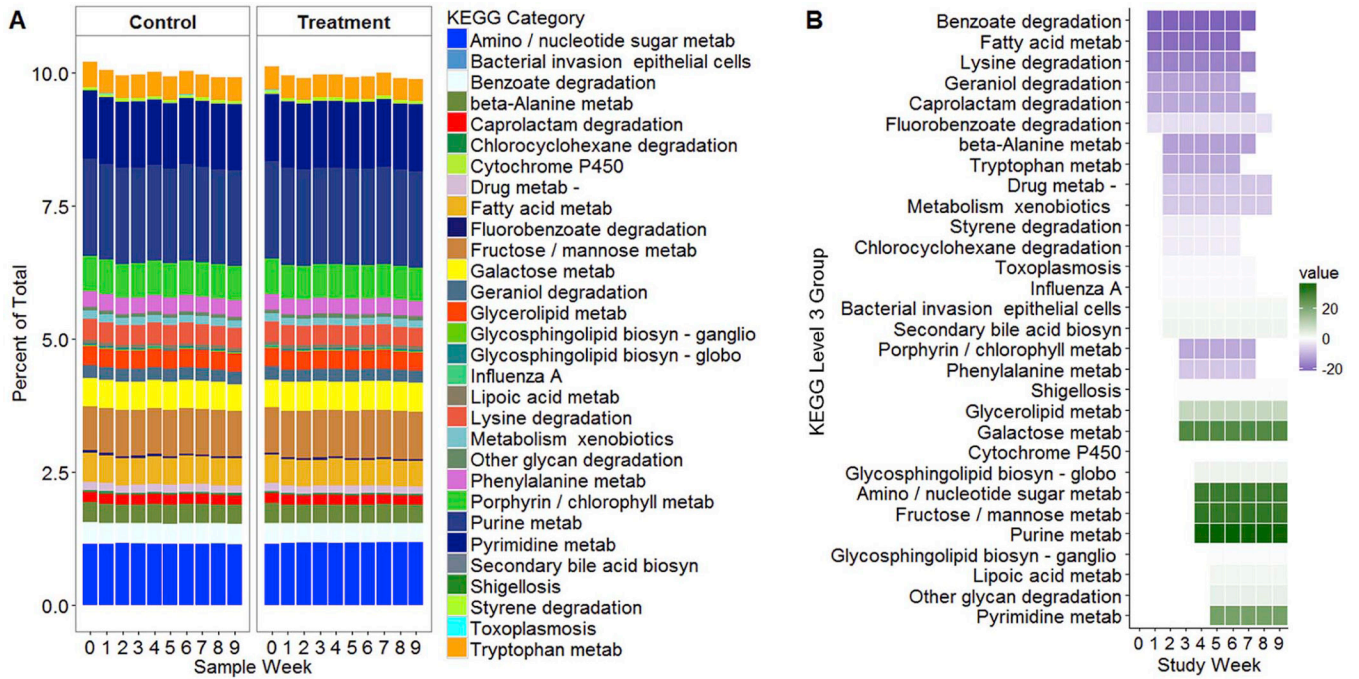 A
Control
Treatment
Percent of Total
10.0
7.5
5.0
2.5
0.0
0 1 2 3 4 5 6 7 8 9
0 1 2 3 4 5 6 7 8 9
Sample Week
KEGG Category
Amino / nucleotide sugar metab
Bacterial invasion epithelial cells
Benzoate degradation
beta-Alanine metab
Caprolactam degradation
Chlorocyclohexane degradation
Cytochrome P450
Drug metab -
Fatty acid metab
Fluorobenzoate degradation
Fructose / mannose metab
Galactose metab
Geraniol degradation
Glycerolipid metab
Glycosphingolipid biosyn - ganglio
Glycosphingolipid biosyn - globo
Influenza A
Lipoic acid metab
Lysine degradation
Metabolism xenobiotics
Other glycan degradation
Phenylalanine metab
Porphyrin / chlorophyll metab
Purine metab
Pyrimidine metab
Secondary bile acid biosyn
Shigellosis
Styrene degradation
Toxoplasmosis
Tryptophan metab
B
KEGG Level 3 Group
Benzoate degradation
Fatty acid metab
Lysine degradation
Geraniol degradation
Caprolactam degradation
Fluorobenzoate degradation
beta-Alanine metab
Tryptophan metab
Drug metab -
Metabolism xenobiotics
Styrene degradation
Chlorocyclohexane degradation
Toxoplasmosis
Influenza A
Bacterial invasion epithelial cells
Secondary bile acid biosyn
Porphyrin / chlorophyll metab
Phenylalanine metab
Shigellosis
Glycerolipid metab
Galactose metab
Cytochrome P450
Glycosphingolipid biosyn - globo
Amino / nucleotide sugar metab
Fructose / mannose metab
Purine metab
Glycosphingolipid biosyn - ganglio
Lipoic acid metab
Other glycan degradation
Pyrimidine metab
0 1 2 3 4 5 6 7 8 9
Study Week
value
20
0
-20